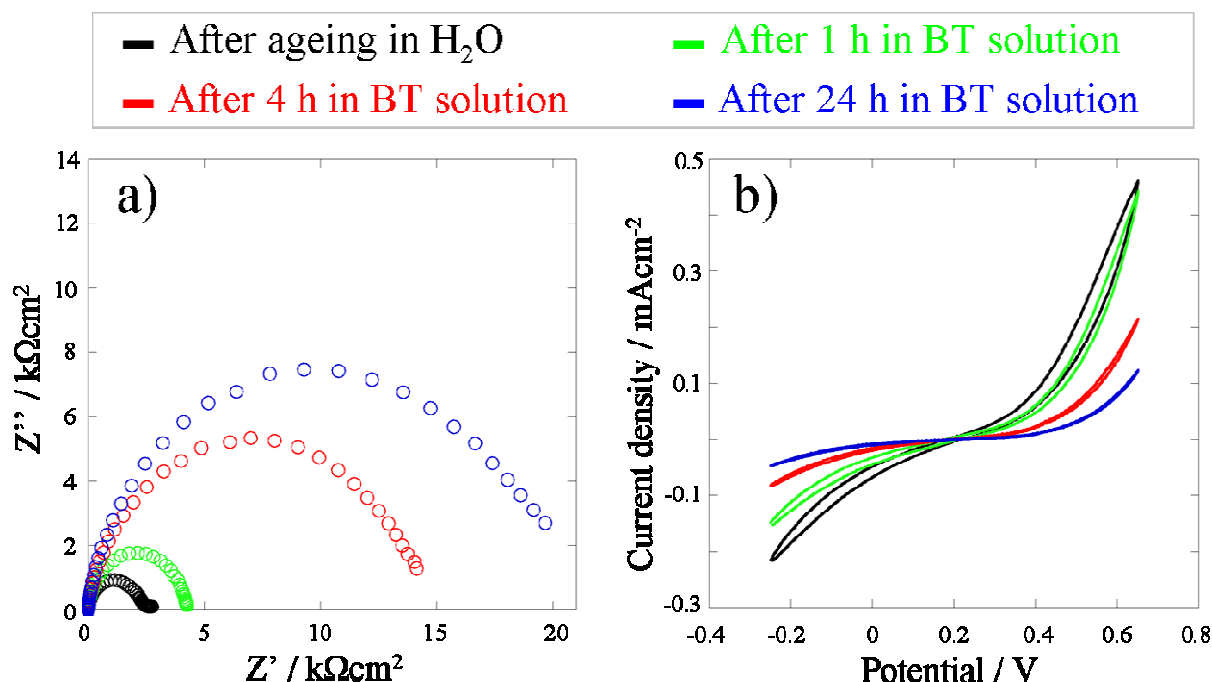 After ageing in H₂O
After 1 h in BT solution
After 4 h in BT solution
After 24 h in BT solution
a)
14
12
10
8
6
4
2
0
Z'' / kΩcm²
0 5 10 15 20
Z' / kΩcm²
b)
0.5
0.3
0.1
-0.1
-0.3
Current density / mAcm⁻²
-0.4 -0.2 0 0.2 0.4 0.6 0.8
Potential / V